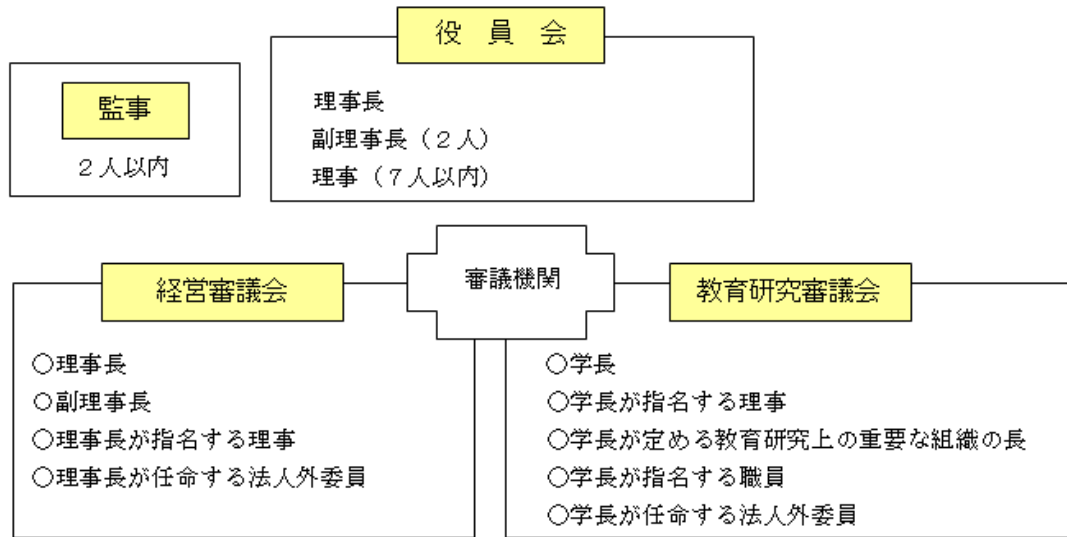 役 員 会
監事
２人以内
理事長
副理事長（２人）
理事（７人以内）
審議機関
経営審議会
○理事長
○副理事長
○理事長が指名する理事
○理事長が任命する法人外委員
教育研究審議会
○学長
○学長が指名する理事
○学長が定める教育研究上の重要な組織の長
○学長が指名する職員
○学長が任命する法人外委員